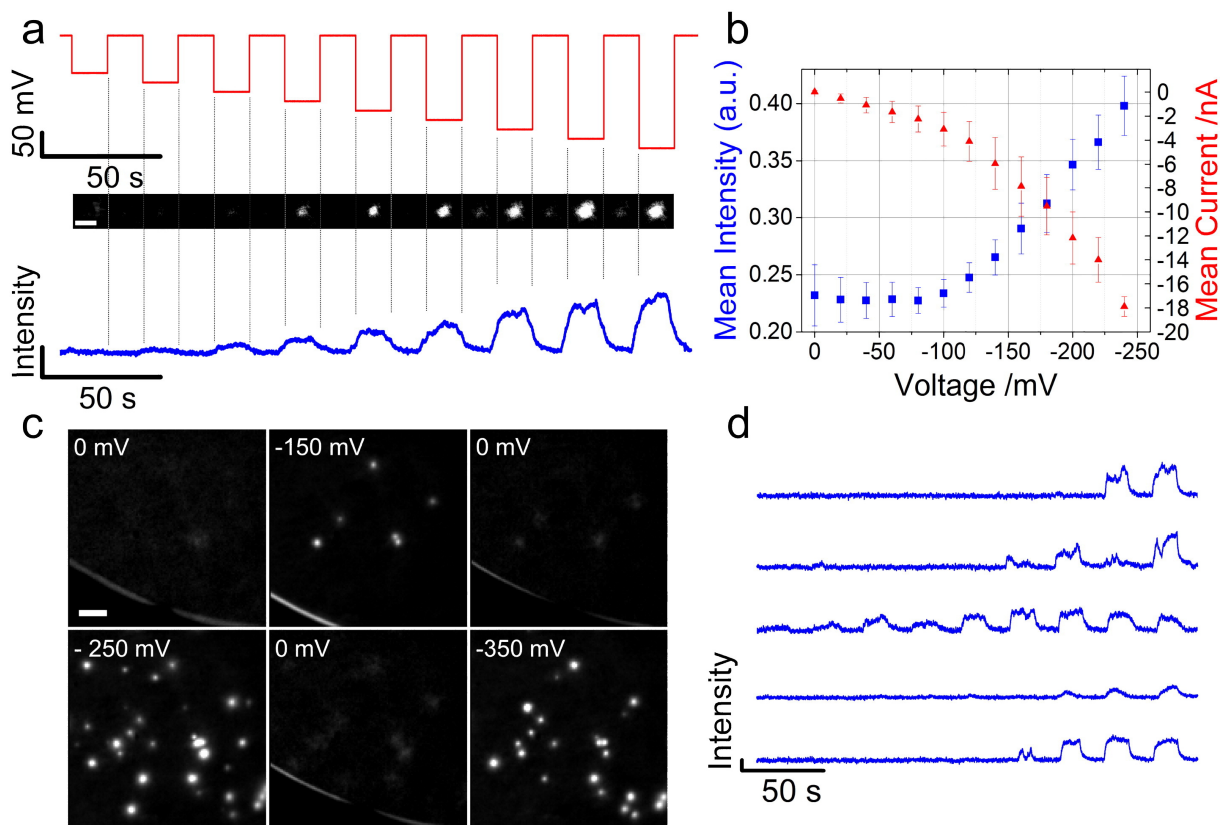 a
50 mV
50 s
Intensity
50 s
b
Mean Intensity (a.u.)
0.40
0.35
0.30
0.25
0.20
0
-2
-4
-6
-8
-10
-12
-14
-16
-18
-20
Mean Current /nA
0
-50
-100
-150
-200
-250
Voltage /mV
c
0 mV
-150 mV
0 mV
- 250 mV
0 mV
-350 mV
d
Intensity
50 s